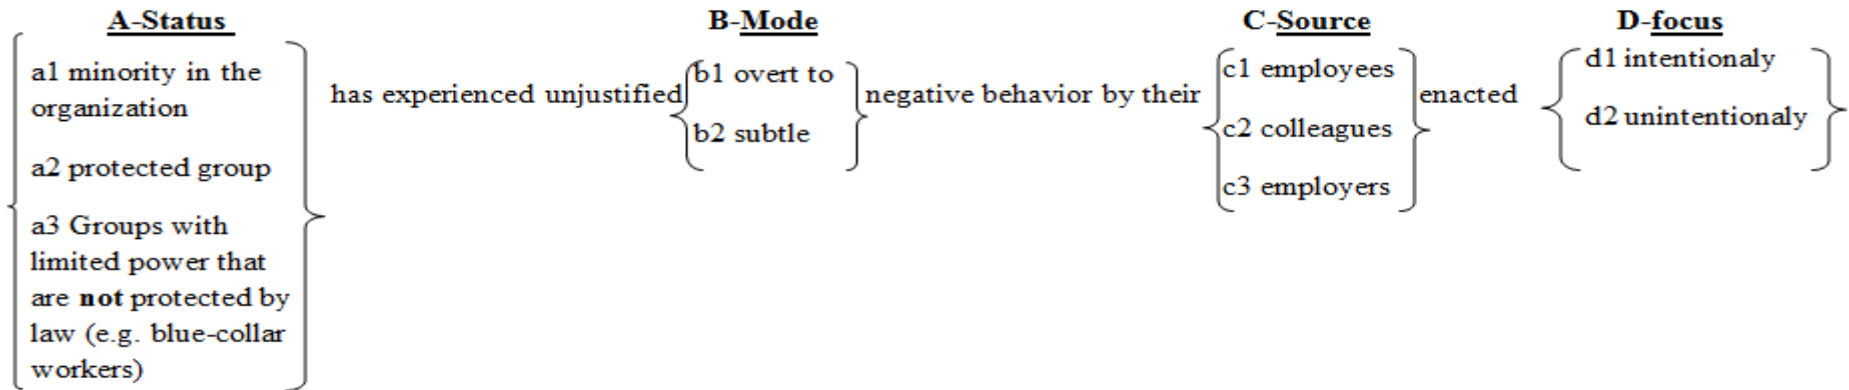 A-Status
a1 minority in the
organization
a2 protected group
a3 Groups with
limited power that
are not protected by
law (e.g. blue-collar
workers)
has experienced unjustified
B-Mode
b1 overt to
b2 subtle
negative behavior by their
C-Source
c1 employees
c2 colleagues
c3 employers
enacted
D-focus
d1 intentionaly
d2 unintentionaly